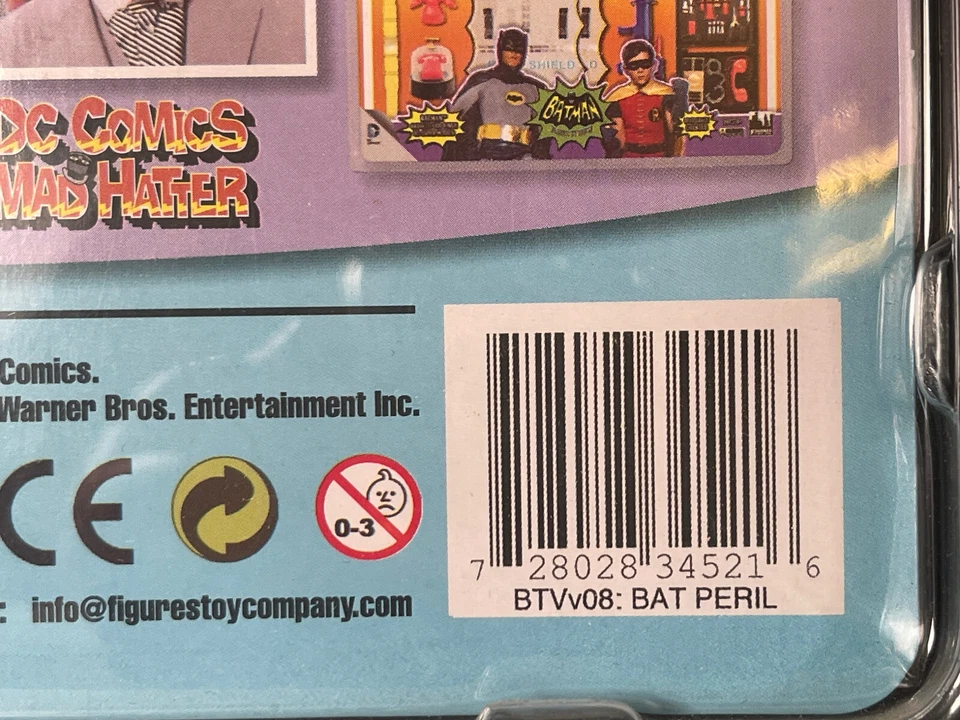 SHIELD
BATMAN
DC COMICS
MAD HATTER
Comics.
Warner Bros. Entertainment Inc.
CE
0-3
: info@figurestoycompany.com
7 28028 34521 6
BTVv08: BAT PERIL